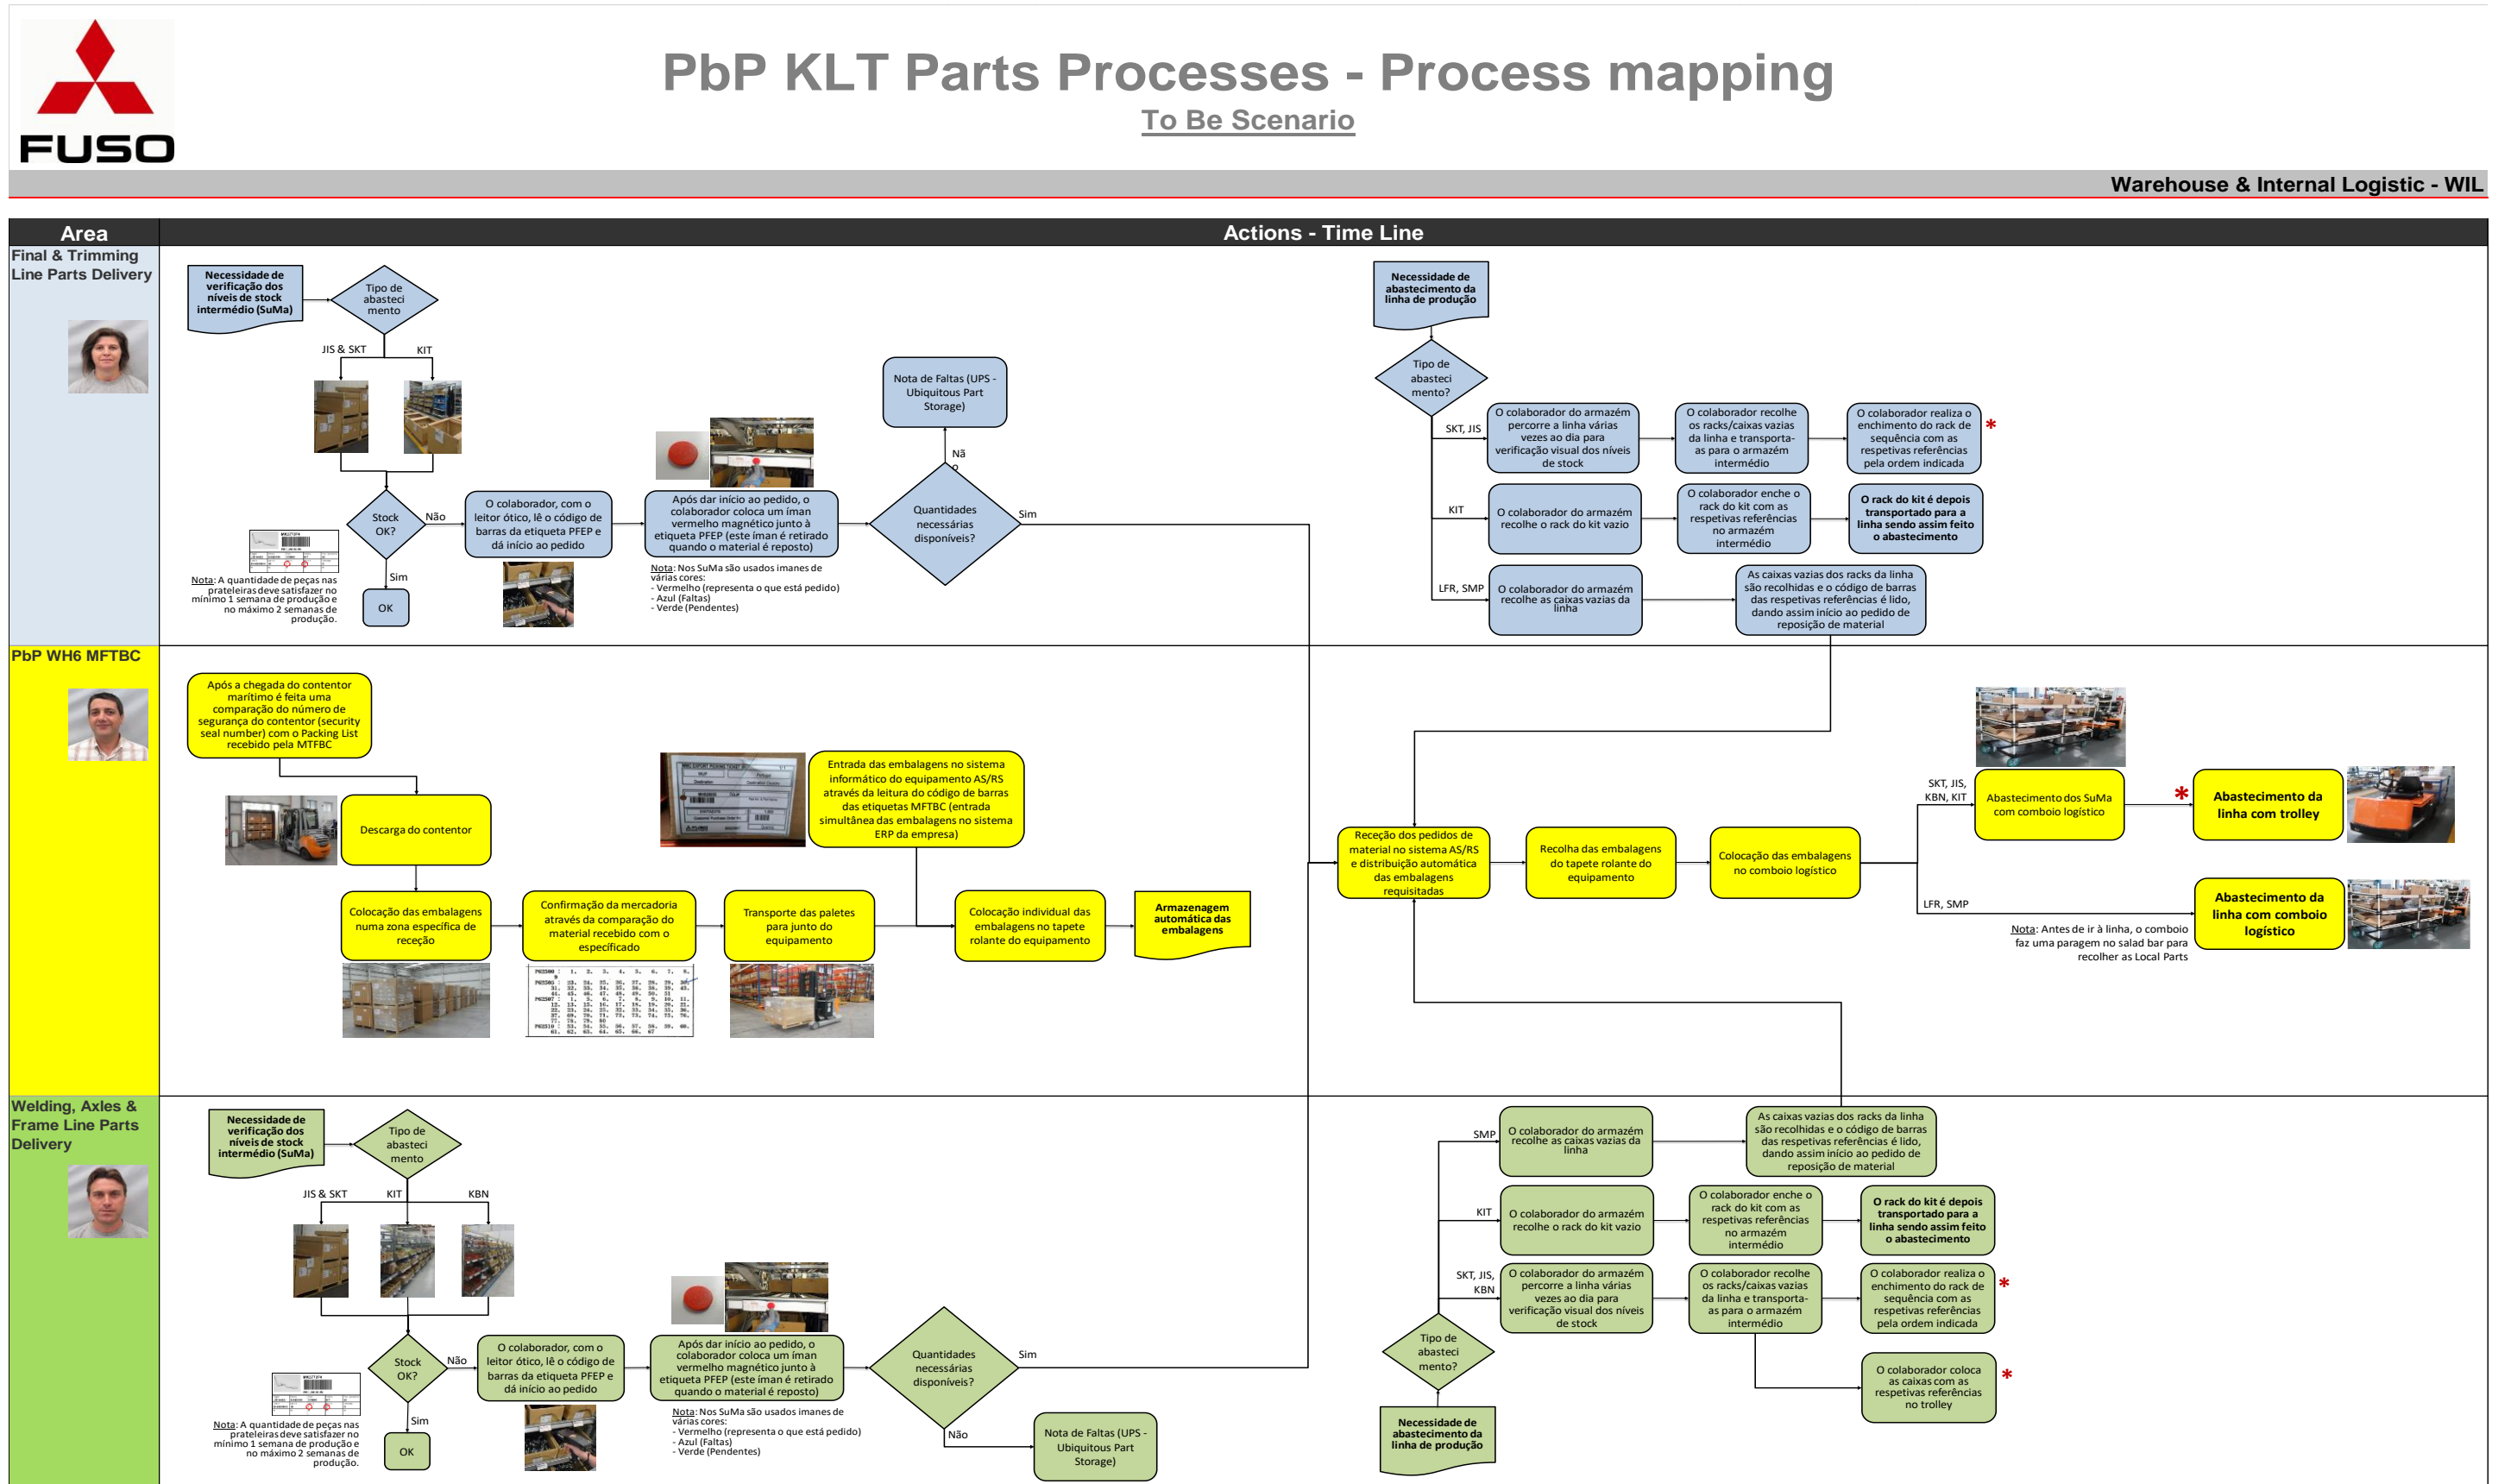 FUSO
PbP KLT Parts Processes - Process mapping
To Be Scenario
Warehouse & Internal Logistic - WIL
Area
Actions - Time Line
Final & Trimming
Line Parts Delivery
Necessidade de
verificação dos
níveis de stock
intermédio (SuMa)
Tipo de
abasteci
mento
JIS & SKT
KIT
Stock
OK?
Não
Sim
OK
Nota: A quantidade de peças nas
prateleiras deve satisfazer no
mínimo 1 semana de produção e
no máximo 2 semanas de
produção.
O colaborador, com o
leitor ótico, lê o código de
barras da etiqueta PFEP e
dá início ao pedido
Após dar início ao pedido, o
colaborador coloca um íman
vermelho magnético junto à
etiqueta PFEP (este íman é retirado
quando o material é reposto)
Nota: Nos SuMa são usados imanes de
várias cores:
- Vermelho (representa o que está pedido)
- Azul (Faltas)
- Verde (Pendentes)
Nota de Faltas (UPS -
Ubiquitous Part
Storage)
Nã
o
Quantidades
necessárias
disponíveis?
Sim
Necessidade de
abastecimento da
linha de produção
Tipo de
abasteci
mento?
SKT, JIS
O colaborador do armazém
percorre a linha várias
vezes ao dia para
verificação visual dos níveis
de stock
O colaborador recolhe
os racks/caixas vazias
da linha e transporta-
as para o armazém
intermédio
O colaborador realiza o
enchimento do rack de
sequência com as
respetivas referências
pela ordem indicada
*
KIT
O colaborador do armazém
recolhe o rack do kit vazio
O colaborador enche o
rack do kit com as
respetivas referências
no armazém
intermédio
O rack do kit é depois
transportado para a
linha sendo assim feito
o abastecimento
LFR, SMP
O colaborador do armazém
recolhe as caixas vazias da
linha
As caixas vazias dos racks da linha
são recolhidas e o código de barras
das respetivas referências é lido,
dando assim início ao pedido de
reposição de material
PbP WH6 MFTBC
Após a chegada do contentor
marítimo é feita uma
comparação do número de
segurança do contentor (security
seal number) com o Packing List
recebido pela MTFBC
Descarga do contentor
Colocação das embalagens
numa zona específica de
receção
Confirmação da mercadoria
através da comparação do
material recebido com o
especificado
Transporte das paletes
para junto do
equipamento
Entrada das embalagens no sistema
informático do equipamento AS/RS
através da leitura do código de barras
das etiquetas MFTBC (entrada
simultânea das embalagens no sistema
ERP da empresa)
Colocação individual das
embalagens no tapete
rolante do equipamento
Armazenagem
automática das
embalagens
Receção dos pedidos de
material no sistema AS/RS
e distribuição automática
das embalagens
requisitadas
Recolha das embalagens
do tapete rolante do
equipamento
Colocação das embalagens
no comboio logístico
SKT, JIS,
KBN, KIT
Abastecimento dos SuMa
com comboio logístico
*
Abastecimento da
linha com trolley
LFR, SMP
Nota: Antes de ir à linha, o comboio
faz uma paragem no salad bar para
recolher as Local Parts
Abastecimento da
linha com comboio
logístico
Welding, Axles &
Frame Line Parts
Delivery
Necessidade de
verificação dos
níveis de stock
intermédio (SuMa)
Tipo de
abasteci
mento
JIS & SKT
KIT
KBN
Stock
OK?
Não
Sim
OK
Nota: A quantidade de peças nas
prateleiras deve satisfazer no
mínimo 1 semana de produção e
no máximo 2 semanas de
produção.
O colaborador, com o
leitor ótico, lê o código de
barras da etiqueta PFEP e
dá início ao pedido
Após dar início ao pedido, o
colaborador coloca um íman
vermelho magnético junto à
etiqueta PFEP (este íman é retirado
quando o material é reposto)
Nota: Nos SuMa são usados imanes de
várias cores:
- Vermelho (representa o que está pedido)
- Azul (Faltas)
- Verde (Pendentes)
Quantidades
necessárias
disponíveis?
Sim
Não
Nota de Faltas (UPS -
Ubiquitous Part
Storage)
SMP
O colaborador do armazém
recolhe as caixas vazias da
linha
As caixas vazias dos racks da linha
são recolhidas e o código de barras
das respetivas referências é lido,
dando assim início ao pedido de
reposição de material
KIT
O colaborador do armazém
recolhe o rack do kit vazio
O colaborador enche o
rack do kit com as
respetivas referências
no armazém
intermédio
O rack do kit é depois
transportado para a
linha sendo assim feito
o abastecimento
SKT, JIS,
KBN
O colaborador do armazém
percorre a linha várias
vezes ao dia para
verificação visual dos níveis
de stock
O colaborador recolhe
os racks/caixas vazias
da linha e transporta-
as para o armazém
intermédio
O colaborador realiza o
enchimento do rack de
sequência com as
respetivas referências
pela ordem indicada
*
O colaborador coloca
as caixas com as
respetivas referências
no trolley
*
Tipo de
abasteci
mento?
Necessidade de
abastecimento da
linha de produção